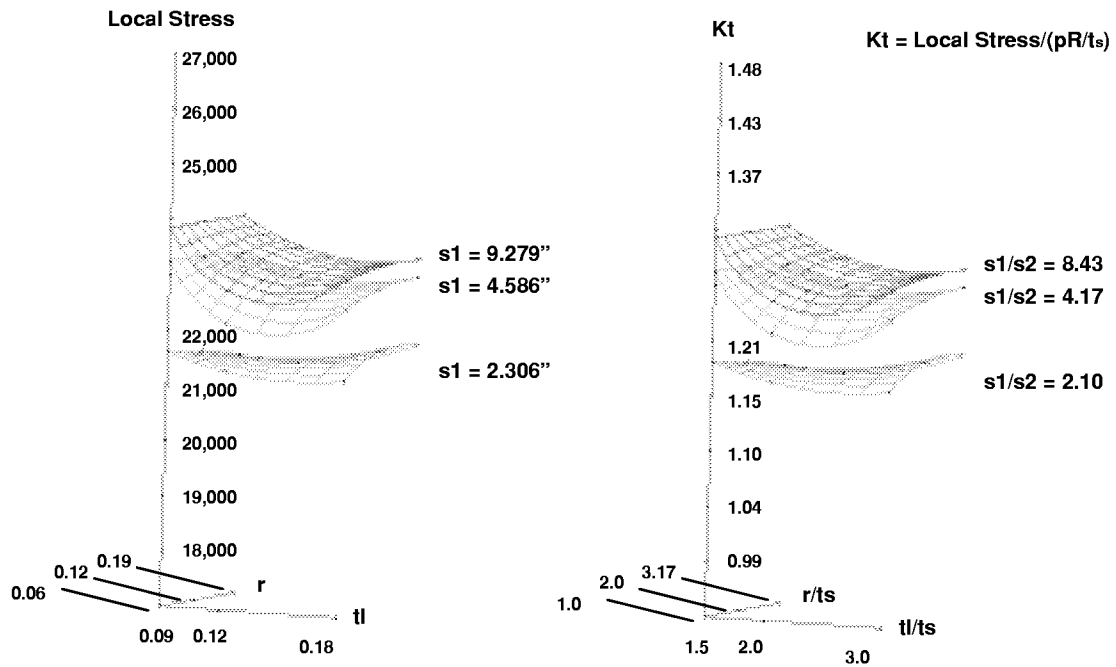 Local Stress
27,000
26,000
25,000
s1 = 9.279”
s1 = 4.586”
22,000
s1 = 2.306”
21,000
20,000
19,000
18,000
0.19
0.12
0.06
r
tl
0.09 0.12 0.18
Kt
Kt = Local Stress/(pR/ts)
1.48
1.43
1.37
s1/s2 = 8.43
s1/s2 = 4.17
1.21
s1/s2 = 2.10
1.15
1.10
1.04
0.99
3.17
2.0
1.0
r/ts
tl/ts
1.5 2.0 3.0